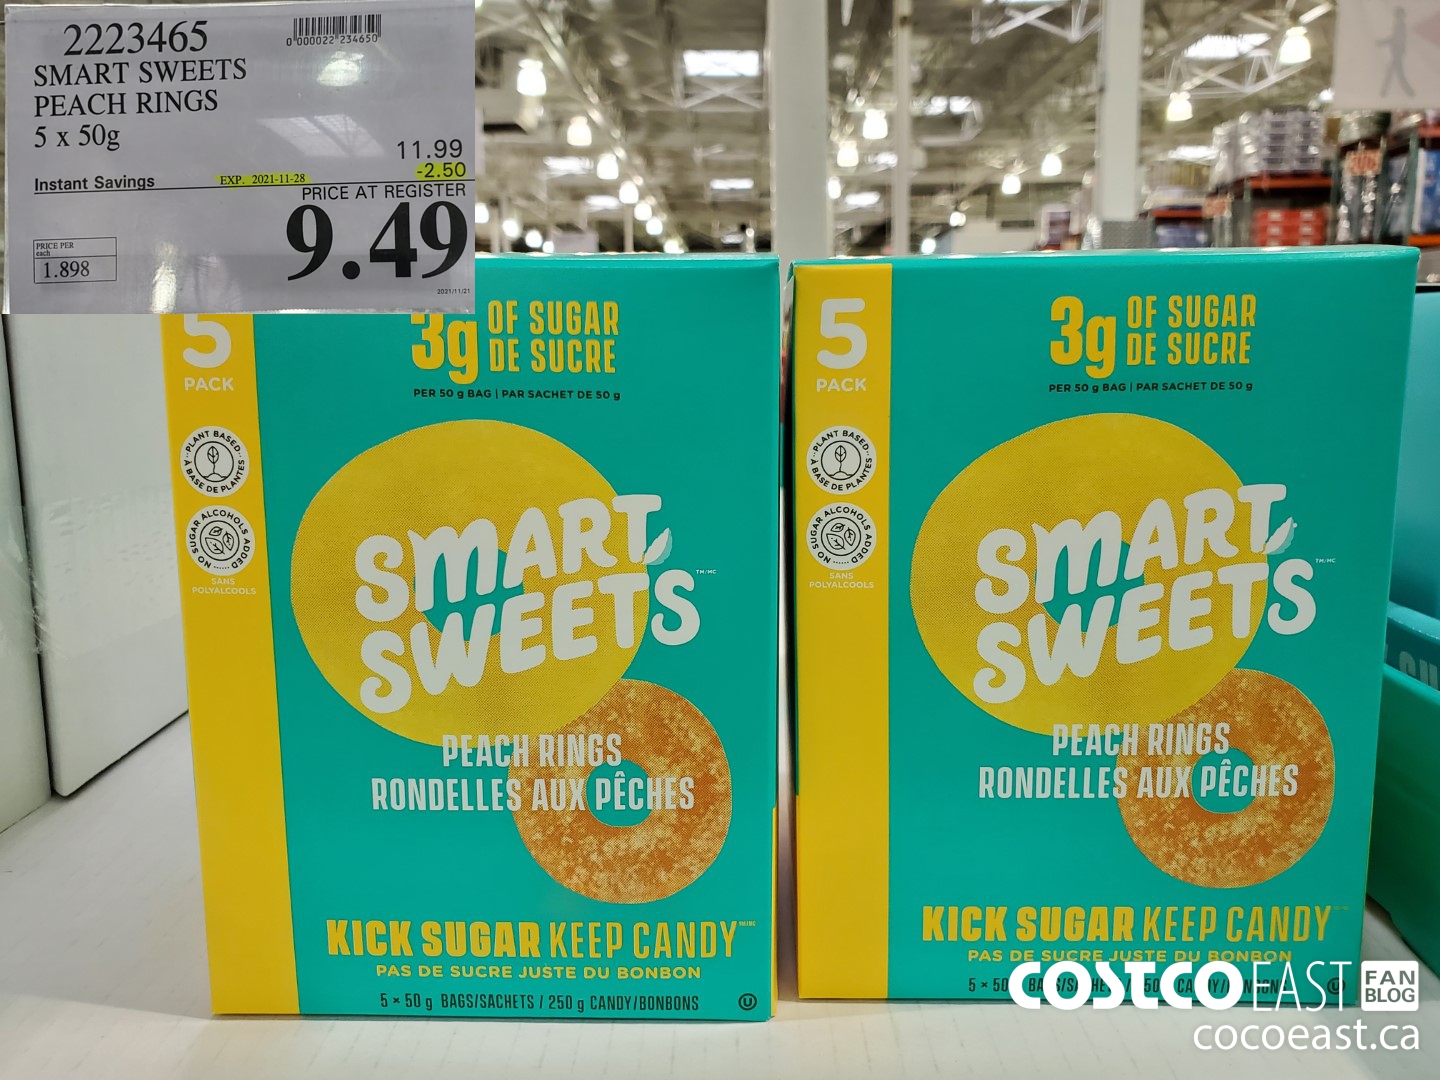 2223465
0 000022 234650
SMART SWEETS
PEACH RINGS
5 x 50g
11.99
Instant Savings
EXP. 2021-11-28
-2.50
PRICE AT REGISTER
9.49
PRICE PER
each
1.898
2021/11/21
5
PACK
PLANT BASED
À BASE DE PLANTES
NO SUGAR ALCOHOLS ADDED
SANS
POLYALCOOLS
3g OF SUGAR
DE SUCRE
PER 50 g BAG | PAR SACHET DE 50 g
SMART
SWEETS
TM/MC
PEACH RINGS
RONDELLES AUX PÊCHES
KICK SUGAR KEEP CANDY
PAS DE SUCRE JUSTE DU BONBON
5 × 50 g BAGS/SACHETS / 250 g CANDY/BONBONS
U
5
PACK
PLANT BASED
À BASE DE PLANTES
NO SUGAR ALCOHOLS ADDED
SANS
POLYALCOOLS
3g OF SUGAR
DE SUCRE
PER 50 g BAG | PAR SACHET DE 50 g
SMART
SWEETS
TM/MC
PEACH RINGS
RONDELLES AUX PÊCHES
KICK SUGAR KEEP CANDY
PAS DE SUCRE JUSTE DU BONBON
5 × 50
COSTCO EAST FAN
BLOG
cocoeast.ca